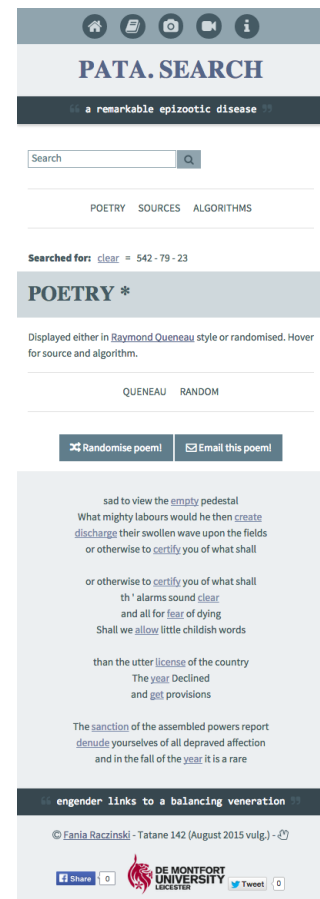 PATA. SEARCH
“ a remarkable epizootic disease ”
Search
POETRY SOURCES ALGORITHMS
Searched for: clear = 542 - 79 - 23
POETRY *
Displayed either in Raymond Queneau style or randomised. Hover
for source and algorithm.
QUENEAU RANDOM
Randomise poem! Email this poem!
sad to view the empty pedestal
What mighty labours would he then create
discharge their swollen wave upon the fields
or otherwise to certify you of what shall
or otherwise to certify you of what shall
th ' alarms sound clear
and all for fear of dying
Shall we allow little childish words
than the utter license of the country
The year Declined
and get provisions
The sanction of the assembled powers report
denude yourselves of all depraved affection
and in the fall of the year it is a rare
“ engender links to a balancing veneration ”
© Fania Raczinski - Tatane 142 (August 2015 vulg.) -
f Share 0 DE MONTFORT UNIVERSITY LEICESTER Tweet 0